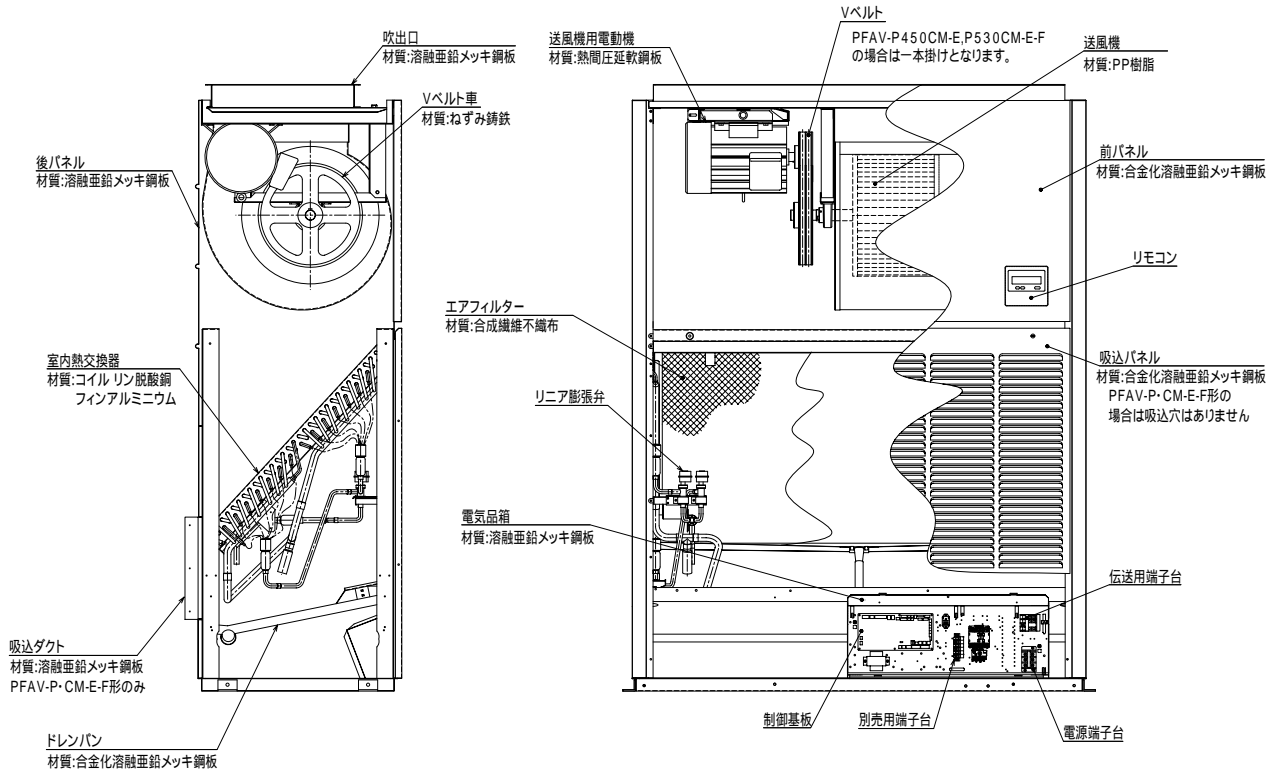 吹出口
材質:溶融亜鉛メッキ鋼板
Vベルト車
材質:ねずみ鋳鉄
後パネル
材質:溶融亜鉛メッキ鋼板
室内熱交換器
材質:コイル リン脱酸銅
フィンアルミニウム
吸込ダクト
材質:溶融亜鉛メッキ鋼板
PFAV-P・CM-E-F形のみ
ドレンパン
材質:合金化溶融亜鉛メッキ鋼板
送風機用電動機
材質:熱間圧延軟鋼板
Vベルト
PFAV-P450CM-E,P530CM-E-F
の場合は一本掛けとなります。
送風機
材質:PP樹脂
前パネル
材質:合金化溶融亜鉛メッキ鋼板
リモコン
エアフィルター
材質:合成繊維不織布
吸込パネル
材質:合金化溶融亜鉛メッキ鋼板
PFAV-P・CM-E-F形の
場合は吸込穴はありません
リニア膨張弁
電気品箱
材質:溶融亜鉛メッキ鋼板
伝送用端子台
制御基板
別売用端子台
電源端子台